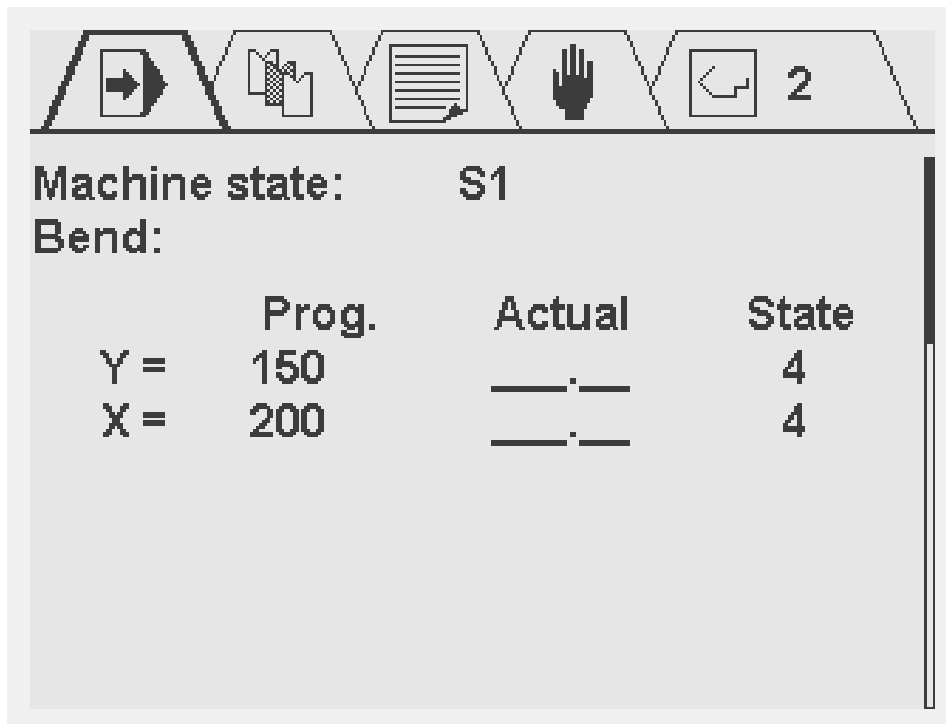 2
Machine state: S1
Bend:
Prog. Actual State
Y = 150 ___.__ 4
X = 200 ___.__ 4